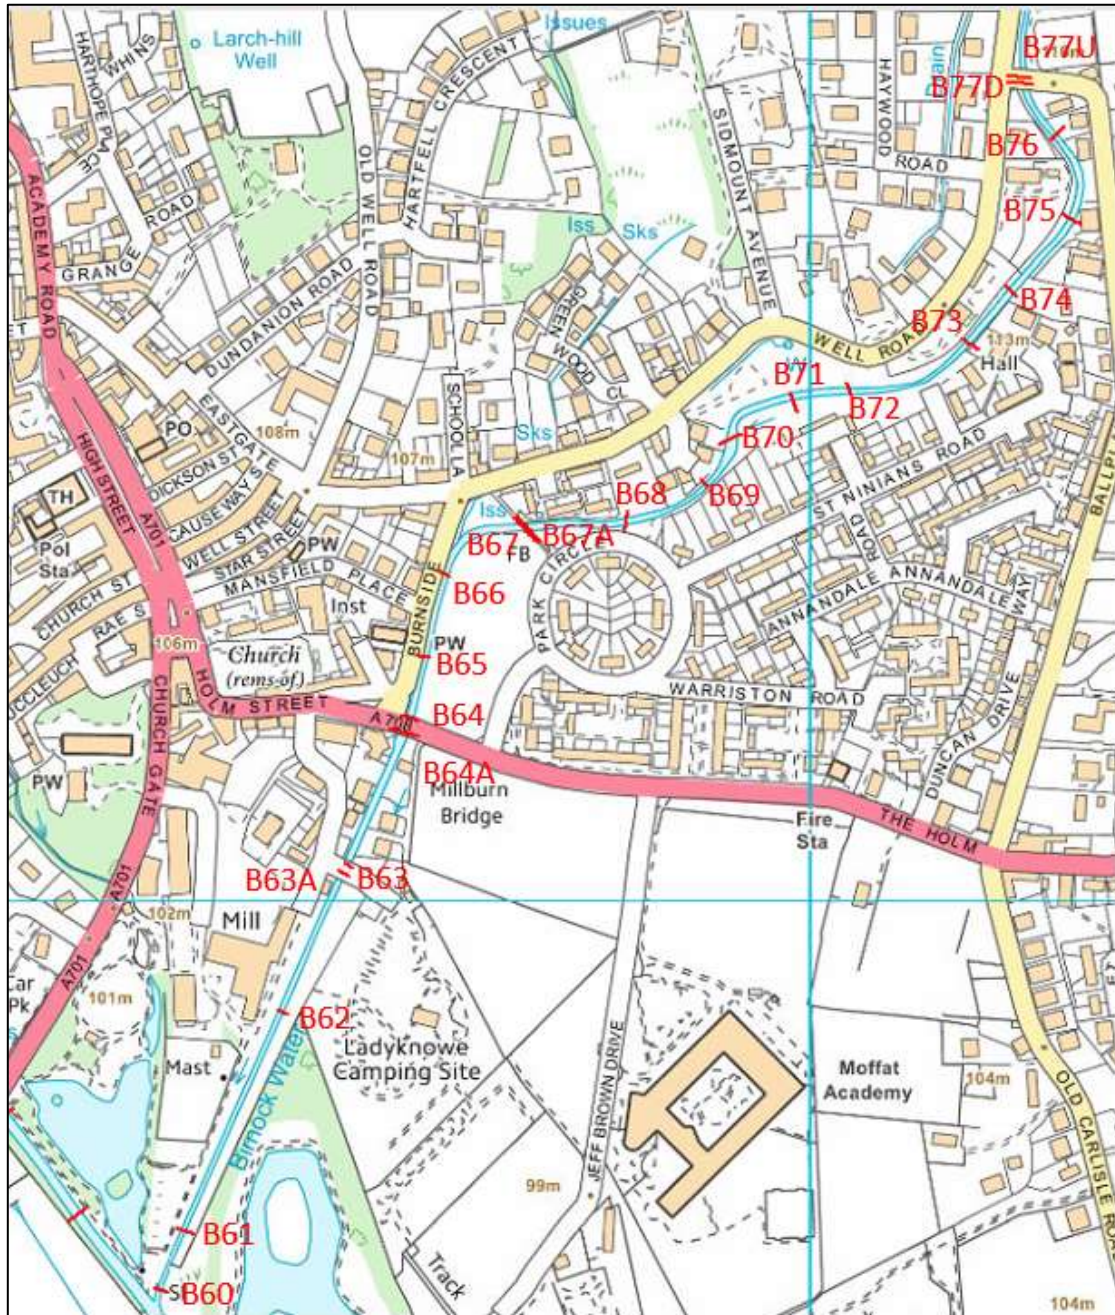 Issues
B77U
Larch-hill
Well
HARTHOPE PLACE
WHINS
HARTFELL CRESCENT
HAYWOOD
ROAD
B77D
SIDMOUNT AVENUE
B76
OLD WELL ROAD
ACADEMY ROAD
GRANGE
ROAD
Iss
Sks
B75
DUNDANION ROAD
GREEN
WOOD
CL
B74
B73
113m
Hall
WELL ROAD
B71
B72
SCHOOL LA
EASTGATE
108m
PO
107m
Sks
B70
HIGH STREET
A701
DICKSON ST
CAUSEWAY S
WELL STREET
STAR STREET
TH
Pol
Sta
B69
ST NINIANS ROAD
BALLPL
Iss
B68
B67
B67A
FB
PW
MANSFIELD PLACE
CHURCH ST
RAE S
BURNSIDE
B66
PARK CIRCLE
ANNANDALE
ROAD
ANNANDALE
WAY
Inst
PW
B65
106m
Church
(rems of)
CCLEUCH
HOLM STREET
WARRISTON ROAD
DUNCAN DRIVE
A708
B64
B64A
Millburn
Bridge
CHURCH GATE
PW
Fire
Sta
THE HOLM
A701
B63A
B63
102m
Mill
A701
Car
Pk
101m
B62
Mast
Birnock Water
Ladyknowe
Camping Site
JEFF BROWN DRIVE
Moffat
Academy
104m
OLD CARLISLE ROAD
99m
B61
Track
B60
104m